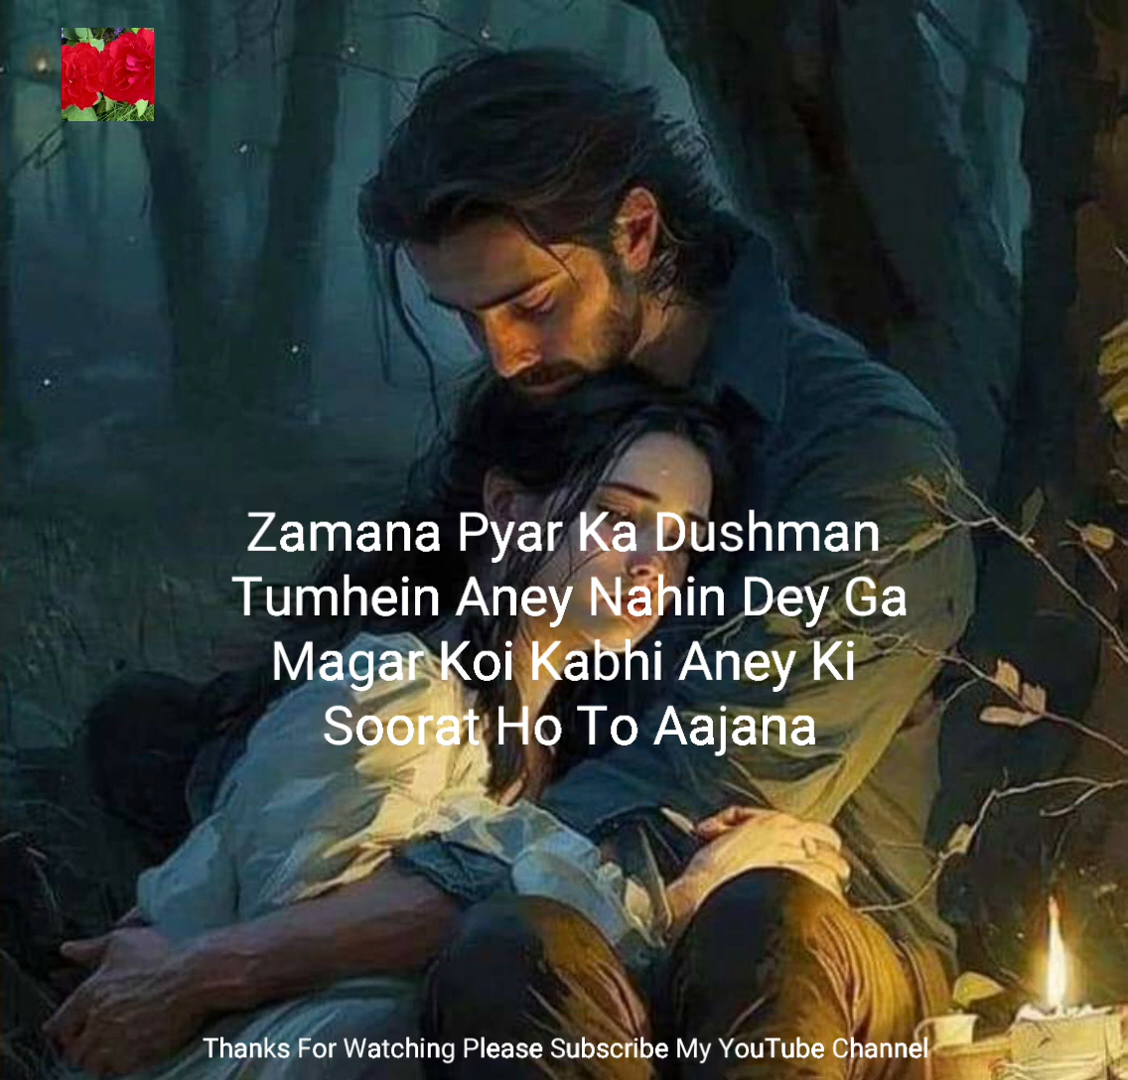 Zamana Pyar Ka Dushman
Tumhein Aney Nahin Dey Ga
Magar Koi Kabhi Aney Ki
Soorat Ho To Aajana
Thanks For Watching Please Subscribe My YouTube Channel